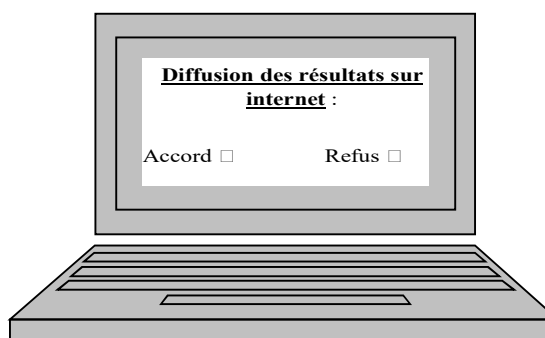 Diffusion des résultats sur
internet :
Accord □ Refus □